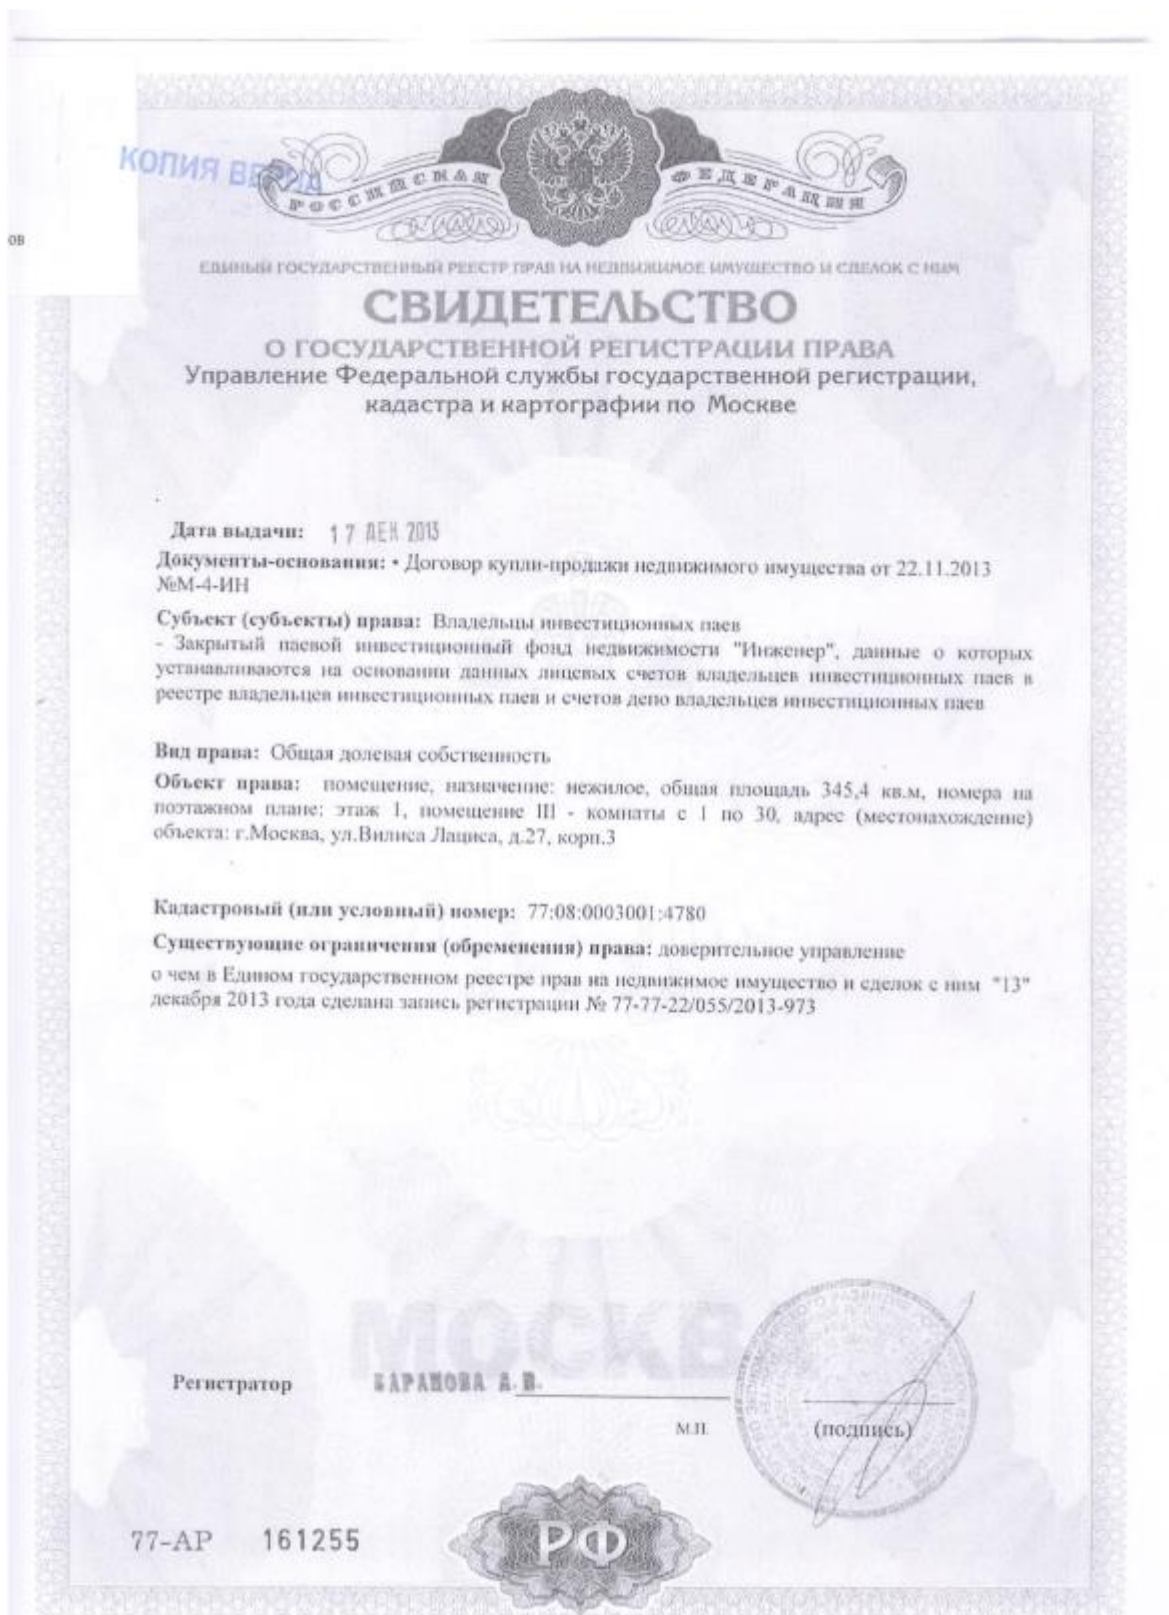 КОПИЯ ВЕРНА
РОССИЙСКАЯ ФЕДЕРАЦИЯ
ов
ЕДИНЫЙ ГОСУДАРСТВЕННЫЙ РЕЕСТР ПРАВ НА НЕДВИЖИМОЕ ИМУЩЕСТВО И СДЕЛОК С НИМ
СВИДЕТЕЛЬСТВО
О ГОСУДАРСТВЕННОЙ РЕГИСТРАЦИИ ПРАВА
Управление Федеральной службы государственной регистрации,
кадастра и картографии по Москве
Дата выдачи: 17 ДЕК 2013
Документы-основания: • Договор купли-продажи недвижимого имущества от 22.11.2013
№М-4-ИН
Субъект (субъекты) права: Владельцы инвестиционных паев
- Закрытый паевой инвестиционный фонд недвижимости "Инженер", данные о которых
устанавливаются на основании данных лицевых счетов владельцев инвестиционных паев в
реестре владельцев инвестиционных паев и счетов депо владельцев инвестиционных паев
Вид права: Общая долевая собственность
Объект права: помещение, назначение: нежилое, общая площадь 345,4 кв.м, номера на
поэтажном плане: этаж 1, помещение III - комнаты с 1 по 30, адрес (местонахождение)
объекта: г.Москва, ул.Вилиса Лациса, д.27, корп.3
Кадастровый (или условный) номер: 77:08:0003001:4780
Существующие ограничения (обременения) права: доверительное управление
о чем в Едином государственном реестре прав на недвижимое имущество и сделок с ним "13"
декабря 2013 года сделана запись регистрации № 77-77-22/055/2013-973
МОСКВА
Регистратор БАРАНОВА А.В.
М.П. (подпись)
77-АР 161255
РФ